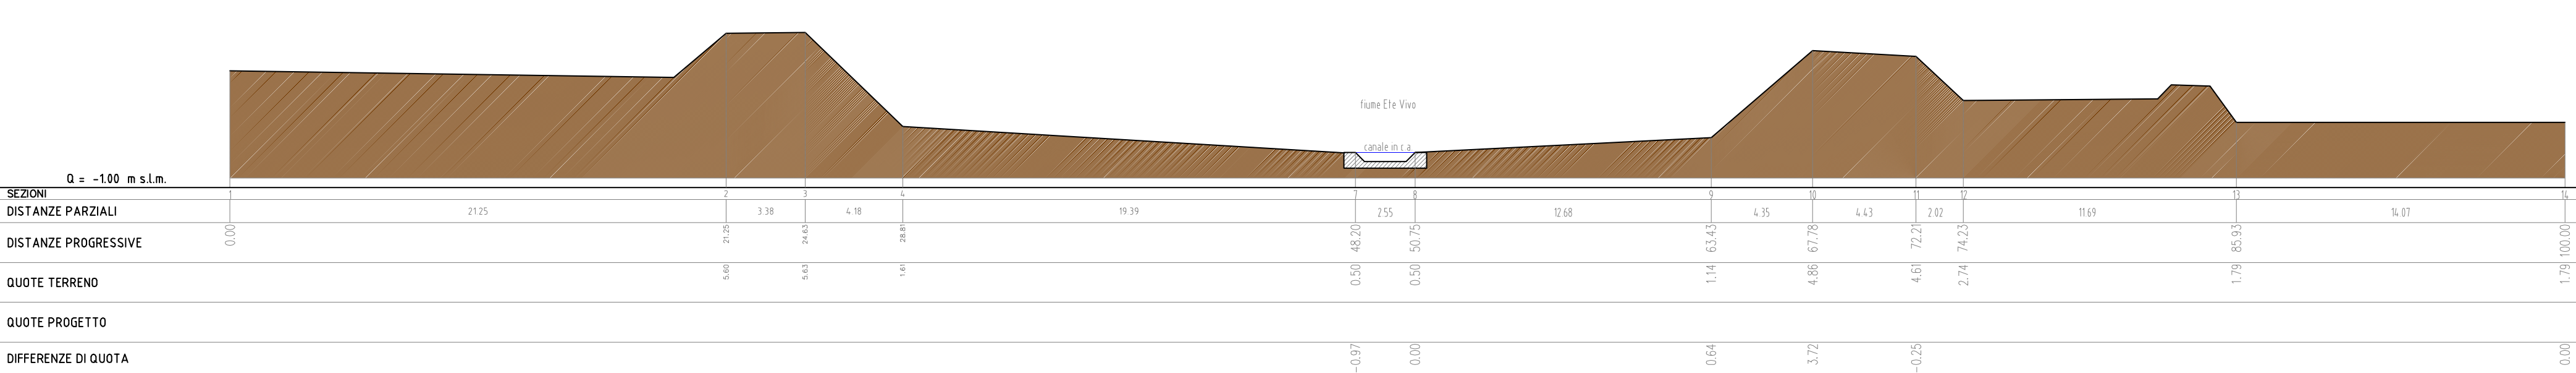 fiume Ete Vivo
canale in c.a.
Q = -1.00 m s.l.m.
SEZIONI 1 2 3 4 7 8 9 10 11 12 13 14
DISTANZE PARZIALI 21.25 3.38 4.18 19.39 2.55 12.68 4.35 4.43 2.02 11.69 14.07
DISTANZE PROGRESSIVE 0.00 21.25 24.63 28.81 48.20 50.75 63.43 67.78 72.21 74.23 85.93 100.00
QUOTE TERRENO 5.60 5.63 1.61 0.50 0.50 1.14 4.86 4.61 2.74 1.79 1.79
QUOTE PROGETTO
DIFFERENZE DI QUOTA -0.97 0.00 0.64 3.72 -0.25 0.00